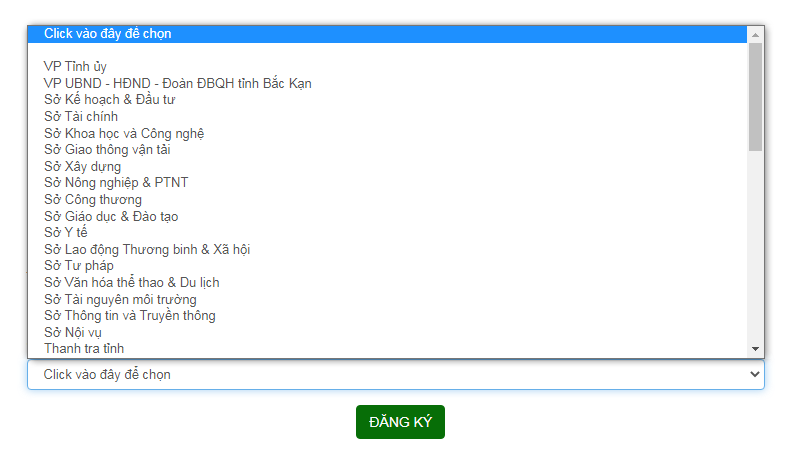 Click vào đây để chọn
VP Tỉnh ủy
VP UBND - HĐND - Đoàn ĐBQH tỉnh Bắc Kạn
Sở Kế hoạch & Đầu tư
Sở Tài chính
Sở Khoa học và Công nghệ
Sở Giao thông vận tải
Sở Xây dựng
Sở Nông nghiệp & PTNT
Sở Công thương
Sở Giáo dục & Đào tạo
Sở Y tế
Sở Lao động Thương binh & Xã hội
Sở Tư pháp
Sở Văn hóa thể thao & Du lịch
Sở Tài nguyên môi trường
Sở Thông tin và Truyền thông
Sở Nội vụ
Thanh tra tỉnh
Click vào đây để chọn
ĐĂNG KÝ